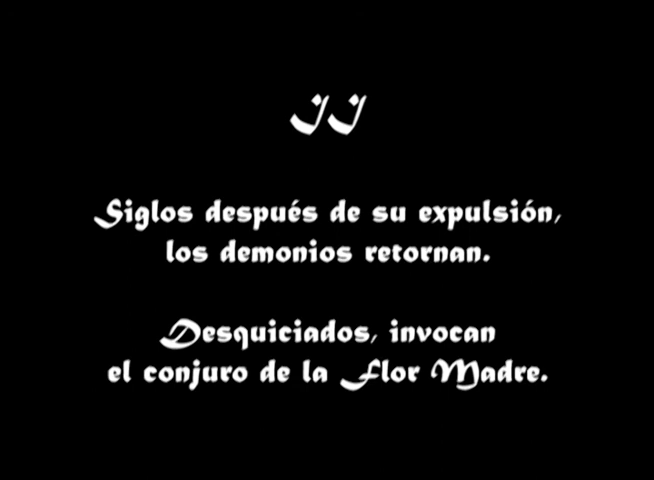 II
Siglos después de su expulsión,
los demonios retornan.
Desquiciados, invocan
el conjuro de la Flor Madre.